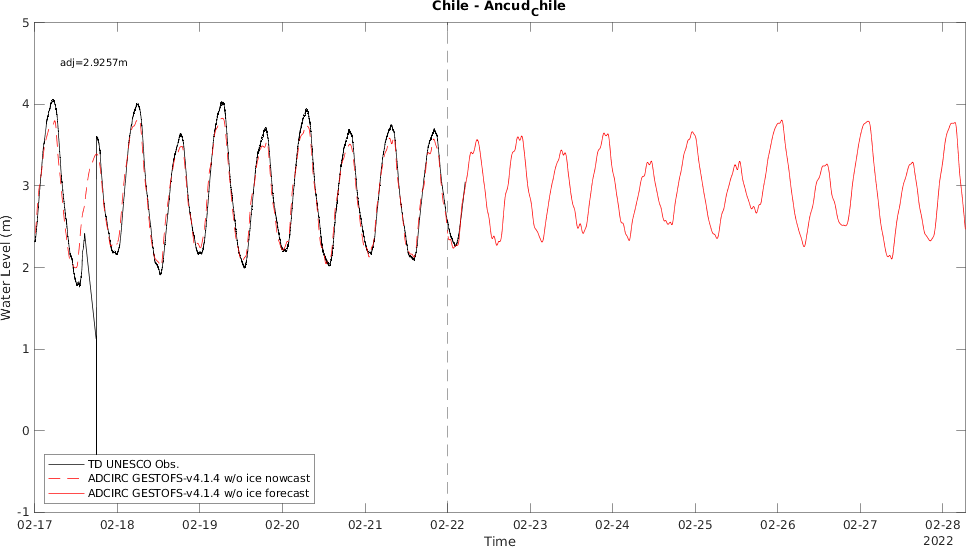 Chile - Ancud_Chile
5
adj=2.9257m
4
3
2
1
0
-1
Water Level (m)
TD UNESCO Obs.
ADCIRC GESTOFS-v4.1.4 w/o ice nowcast
ADCIRC GESTOFS-v4.1.4 w/o ice forecast
02-17 02-18 02-19 02-20 02-21 02-22 02-23 02-24 02-25 02-26 02-27 02-28
Time
2022